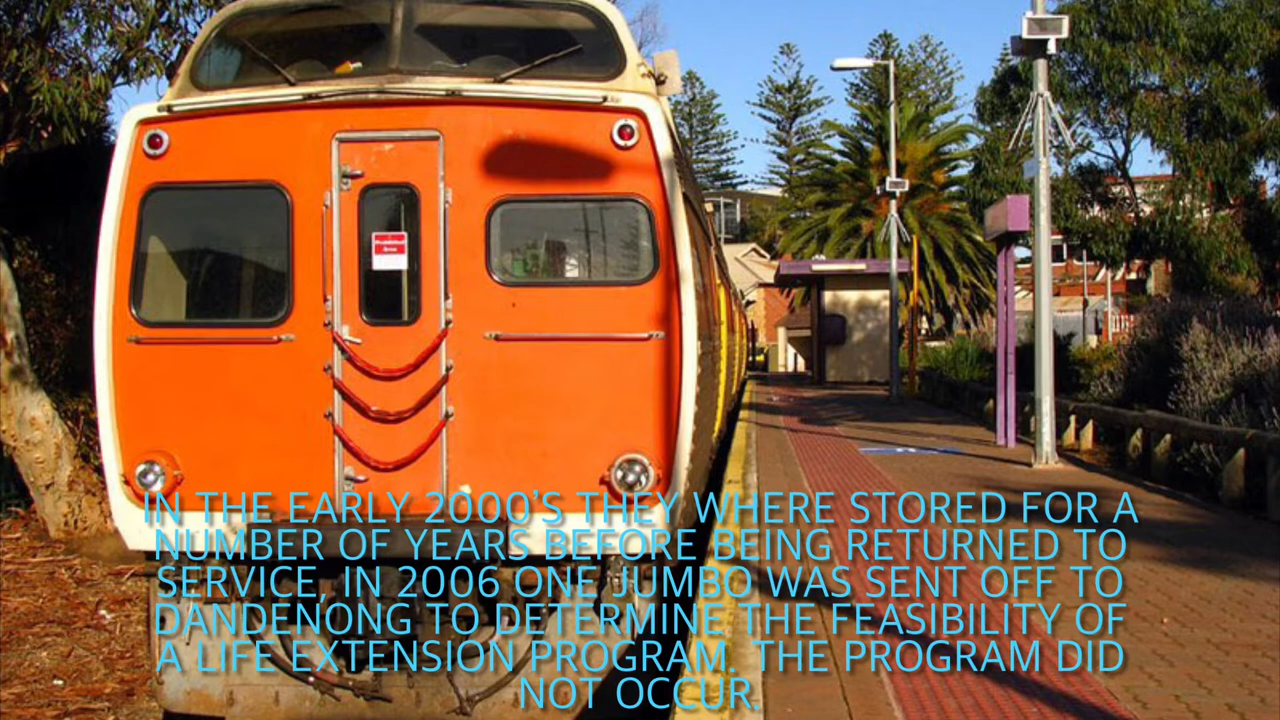 Prohibited
Area
IN THE EARLY 2000'S THEY WHERE STORED FOR A
NUMBER OF YEARS BEFORE BEING RETURNED TO
SERVICE, IN 2006 ONE JUMBO WAS SENT OFF TO
DANDENONG TO DETERMINE THE FEASIBILITY OF
A LIFE EXTENSION PROGRAM. THE PROGRAM DID
NOT OCCUR.